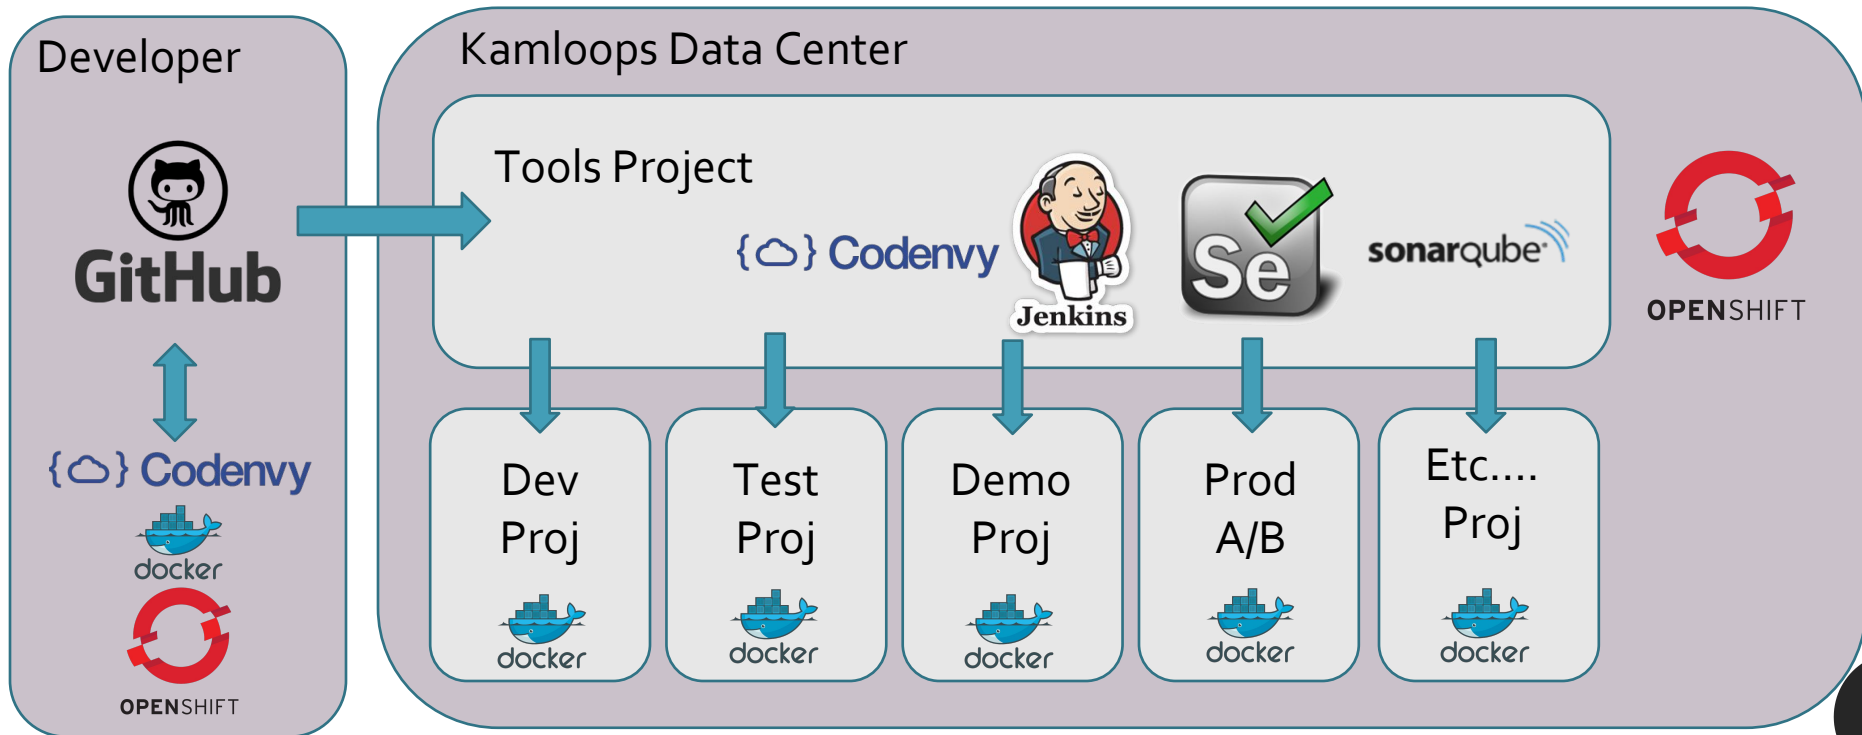 Developer
GitHub
{ } Codenvy
docker
OPENSHIFT
Kamloops Data Center
Tools Project
{ } Codenvy
Jenkins
Se
sonarqube
OPENSHIFT
Dev
Proj
docker
Test
Proj
docker
Demo
Proj
docker
Prod
A/B
docker
Etc....
Proj
docker